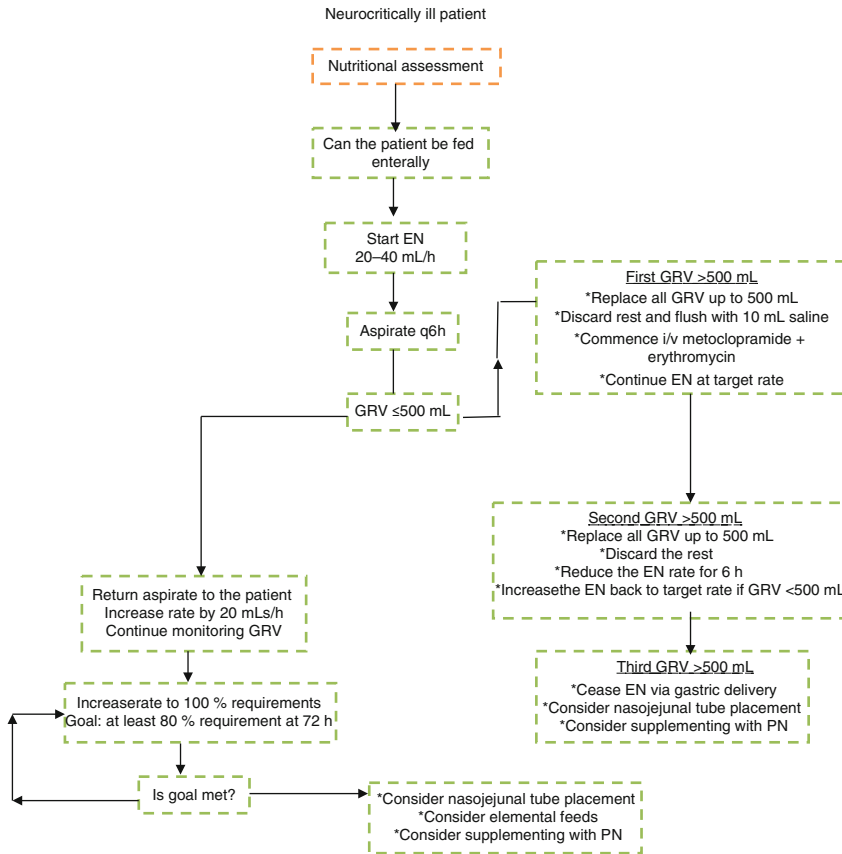 Neurocritically ill patient
Nutritional assessment
Can the patient be fed
enterally
Start EN
20–40 mL/h
Aspirate q6h
GRV ≤500 mL
First GRV >500 mL
*Replace all GRV up to 500 mL
*Discard rest and flush with 10 mL saline
*Commence i/v metoclopramide +
erythromycin
*Continue EN at target rate
Second GRV >500 mL
*Replace all GRV up to 500 mL
*Discard the rest
*Reduce the EN rate for 6 h
*Increasethe EN back to target rate if GRV <500 mL
Third GRV >500 mL
*Cease EN via gastric delivery
*Consider nasojejunal tube placement
*Consider supplementing with PN
Return aspirate to the patient
Increase rate by 20 mLs/h
Continue monitoring GRV
Increaserate to 100 % requirements
Goal: at least 80 % requirement at 72 h
Is goal met?
*Consider nasojejunal tube placement
*Consider elemental feeds
*Consider supplementing with PN